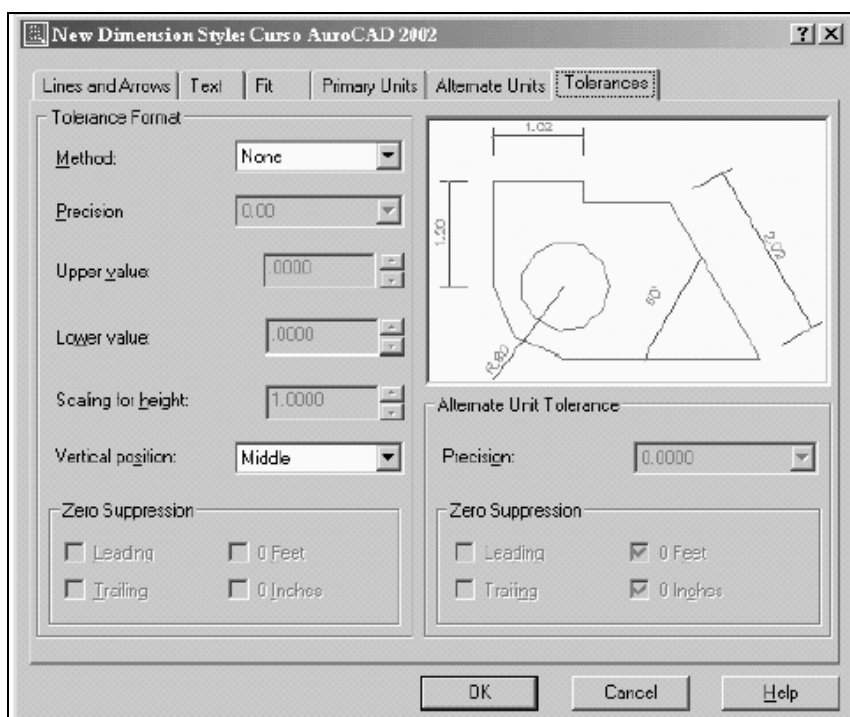 New Dimension Style: Curso AuroCAD 2002
Lines and Arrows Text Fit Primary Units Alternate Units Tolerances
Tolerance Format
Method: None
Precision 0.00
Upper value: .0000
Lower value: .0000
Scaling for height: 1.0000
Vertical position: Middle
Zero Suppression
Leading 0 Feet
Trailing 0 Inches
1.02
1.20
2.02
60°
R.80
Alternate Unit Tolerance
Precision: 0.0000
Zero Suppression
Leading 0 Feet
Trailing 0 Inches
OK Cancel Help